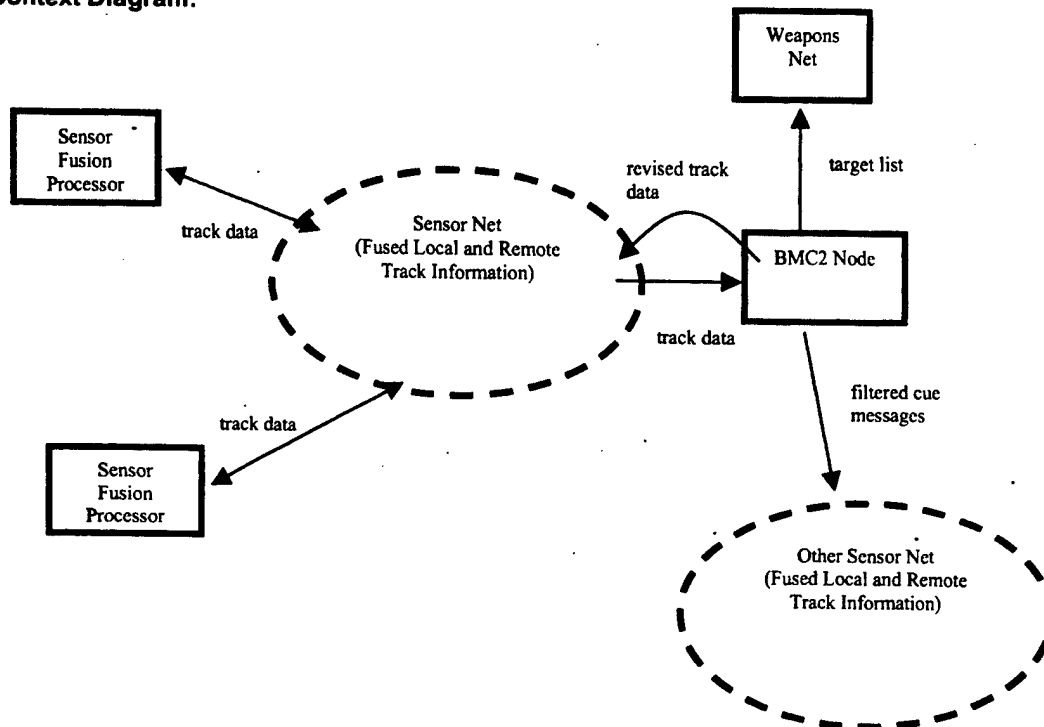 Context Diagram:
Weapons
Net
Sensor
Fusion
Processor
track data
Sensor Net
(Fused Local and Remote
Track Information)
revised track
data
target list
BMC2 Node
track data
track data
filtered cue
messages
Sensor
Fusion
Processor
Other Sensor Net
(Fused Local and Remote
Track Information)